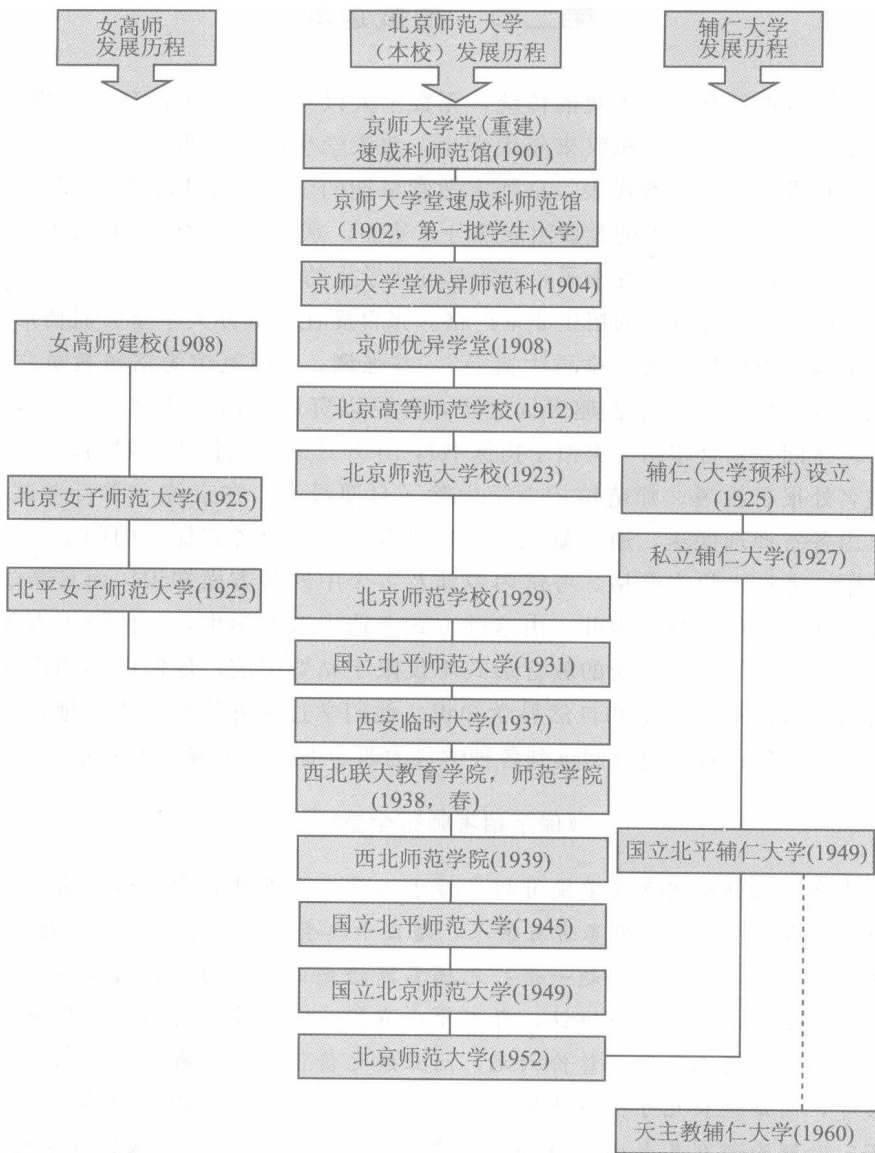 女高师
发展历程
北京师范大学
(本校)发展历程
辅仁大学
发展历程
京师大学堂(重建)
速成科师范馆(1901)
京师大学堂速成科师范馆
(1902，第一批学生入学)
京师大学堂优异师范科(1904)
女高师建校(1908)
京师优异学堂(1908)
北京高等师范学校(1912)
北京师范大学校(1923)
辅仁(大学预科)设立
(1925)
北京女子师范大学(1925)
私立辅仁大学(1927)
北平女子师范大学(1925)
北京师范学校(1929)
国立北平师范大学(1931)
西安临时大学(1937)
西北联大教育学院，师范学院
(1938，春)
西北师范学院(1939)
国立北平辅仁大学(1949)
国立北平师范大学(1945)
国立北京师范大学(1949)
北京师范大学(1952)
天主教辅仁大学(1960)